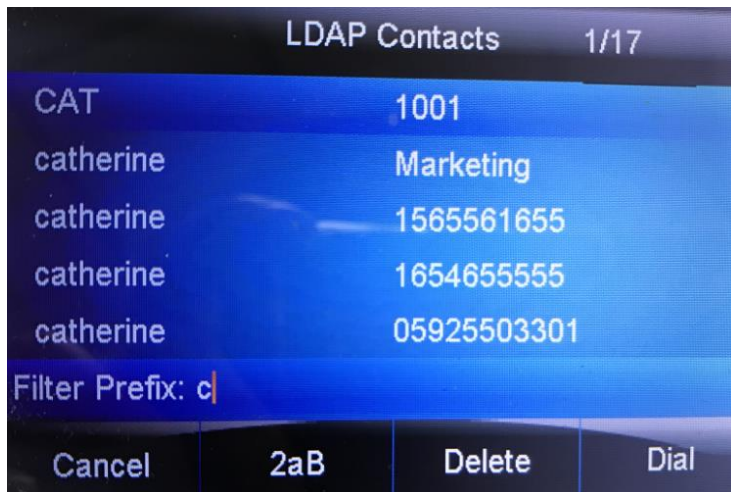 LDAP Contacts 1/17
CAT 1001
catherine Marketing
catherine 1565561655
catherine 1654655555
catherine 05925503301
Filter Prefix: c
Cancel 2aB Delete Dial